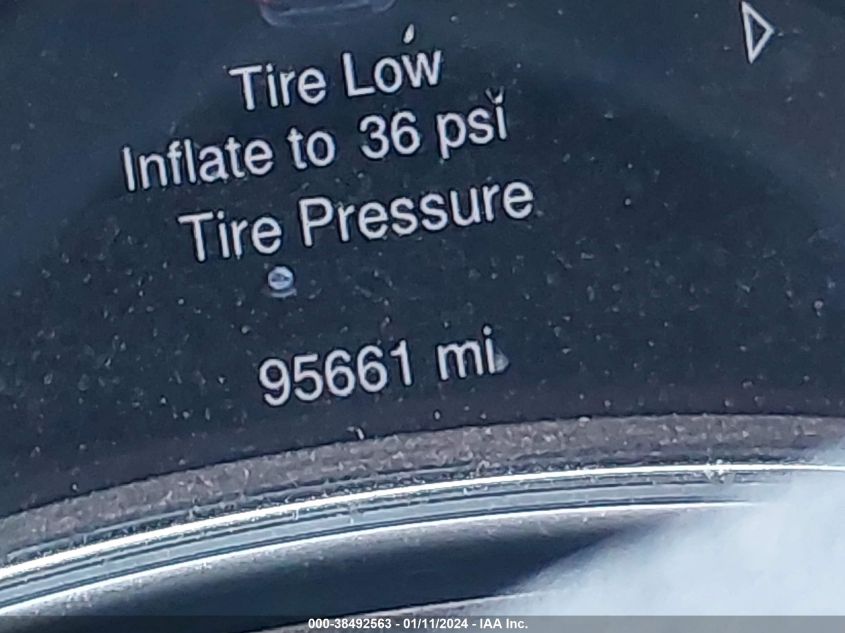 Tire Low
Inflate to 36 psi
Tire Pressure
95661 mi
000-38492563 - 01/11/2024 - IAA Inc.